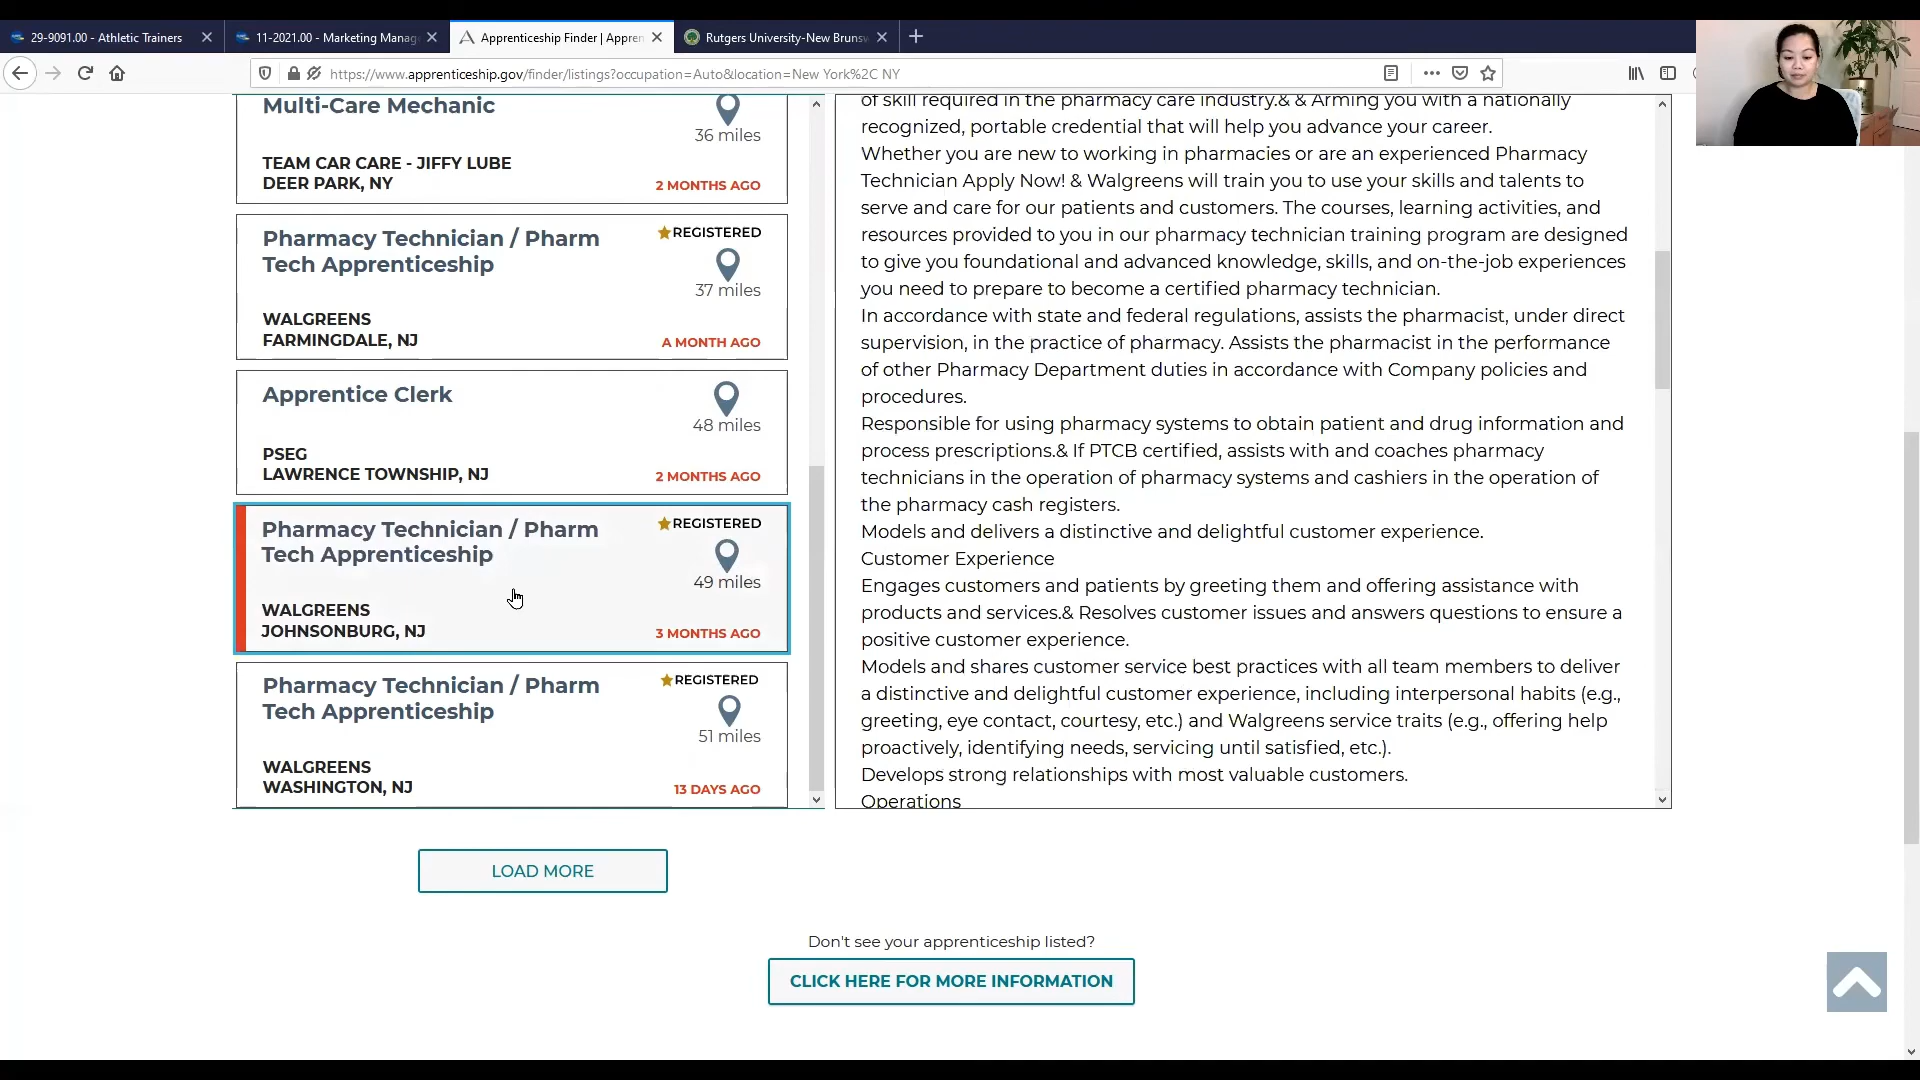 29-9091.00 - Athletic Trainers
11-2021.00 - Marketing Manag
Apprenticeship Finder | Appren
Rutgers University-New Brunsw
https://www.apprenticeship.gov/finder/listings?occupation=Auto&location=New York%2C NY
Multi-Care Mechanic
36 miles
TEAM CAR CARE - JIFFY LUBE
DEER PARK, NY
2 MONTHS AGO
Pharmacy Technician / Pharm
Tech Apprenticeship
REGISTERED
37 miles
WALGREENS
FARMINGDALE, NJ
A MONTH AGO
Apprentice Clerk
48 miles
PSEG
LAWRENCE TOWNSHIP, NJ
2 MONTHS AGO
Pharmacy Technician / Pharm
Tech Apprenticeship
REGISTERED
49 miles
WALGREENS
JOHNSONBURG, NJ
3 MONTHS AGO
Pharmacy Technician / Pharm
Tech Apprenticeship
REGISTERED
51 miles
WALGREENS
WASHINGTON, NJ
13 DAYS AGO
LOAD MORE
of skill required in the pharmacy care industry.& & Arming you with a nationally
recognized, portable credential that will help you advance your career.
Whether you are new to working in pharmacies or are an experienced Pharmacy
Technician Apply Now! & Walgreens will train you to use your skills and talents to
serve and care for our patients and customers. The courses, learning activities, and
resources provided to you in our pharmacy technician training program are designed
to give you foundational and advanced knowledge, skills, and on-the-job experiences
you need to prepare to become a certified pharmacy technician.
In accordance with state and federal regulations, assists the pharmacist, under direct
supervision, in the practice of pharmacy. Assists the pharmacist in the performance
of other Pharmacy Department duties in accordance with Company policies and
procedures.
Responsible for using pharmacy systems to obtain patient and drug information and
process prescriptions.& If PTCB certified, assists with and coaches pharmacy
technicians in the operation of pharmacy systems and cashiers in the operation of
the pharmacy cash registers.
Models and delivers a distinctive and delightful customer experience.
Customer Experience
Engages customers and patients by greeting them and offering assistance with
products and services.& Resolves customer issues and answers questions to ensure a
positive customer experience.
Models and shares customer service best practices with all team members to deliver
a distinctive and delightful customer experience, including interpersonal habits (e.g.,
greeting, eye contact, courtesy, etc.) and Walgreens service traits (e.g., offering help
proactively, identifying needs, servicing until satisfied, etc.).
Develops strong relationships with most valuable customers.
Operations
Don't see your apprenticeship listed?
CLICK HERE FOR MORE INFORMATION